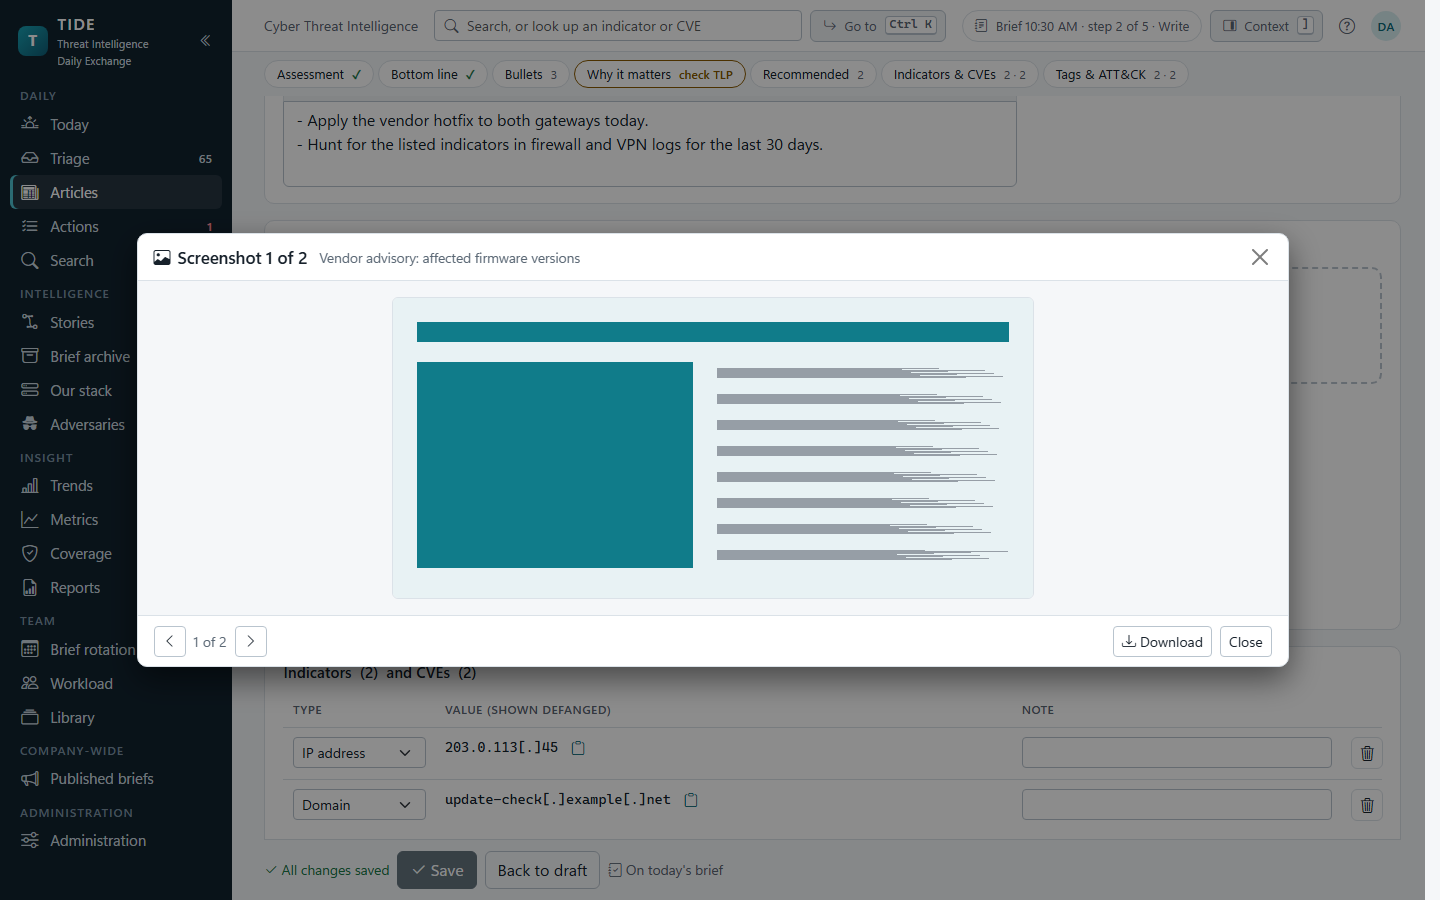 T
TIDE
Threat Intelligence
Daily Exchange
DAILY
Today
Triage 65
Articles
Actions 1
Search
INTELLIGENCE
Stories
Brief archive
Our stack
Adversaries
INSIGHT
Trends
Metrics
Coverage
Reports
TEAM
Brief rotation
Workload
Library
COMPANY-WIDE
Published briefs
ADMINISTRATION
Administration
Cyber Threat Intelligence
Search, or look up an indicator or CVE
Go to Ctrl K
Brief 10:30 AM · step 2 of 5 · Write
Context ]
DA
Assessment ✓ Bottom line ✓ Bullets 3 Why it matters check TLP Recommended 2 Indicators & CVEs 2 · 2 Tags & ATT&CK 2 · 2
- Apply the vendor hotfix to both gateways today.
- Hunt for the listed indicators in firewall and VPN logs for the last 30 days.
Screenshot 1 of 2 Vendor advisory: affected firmware versions
1 of 2
Download Close
Indicators (2) and CVEs (2)
TYPE VALUE (SHOWN DEFANGED) NOTE
IP address 203.0.113[.]45
Domain update-check[.]example[.]net
✓ All changes saved ✓ Save Back to draft On today's brief